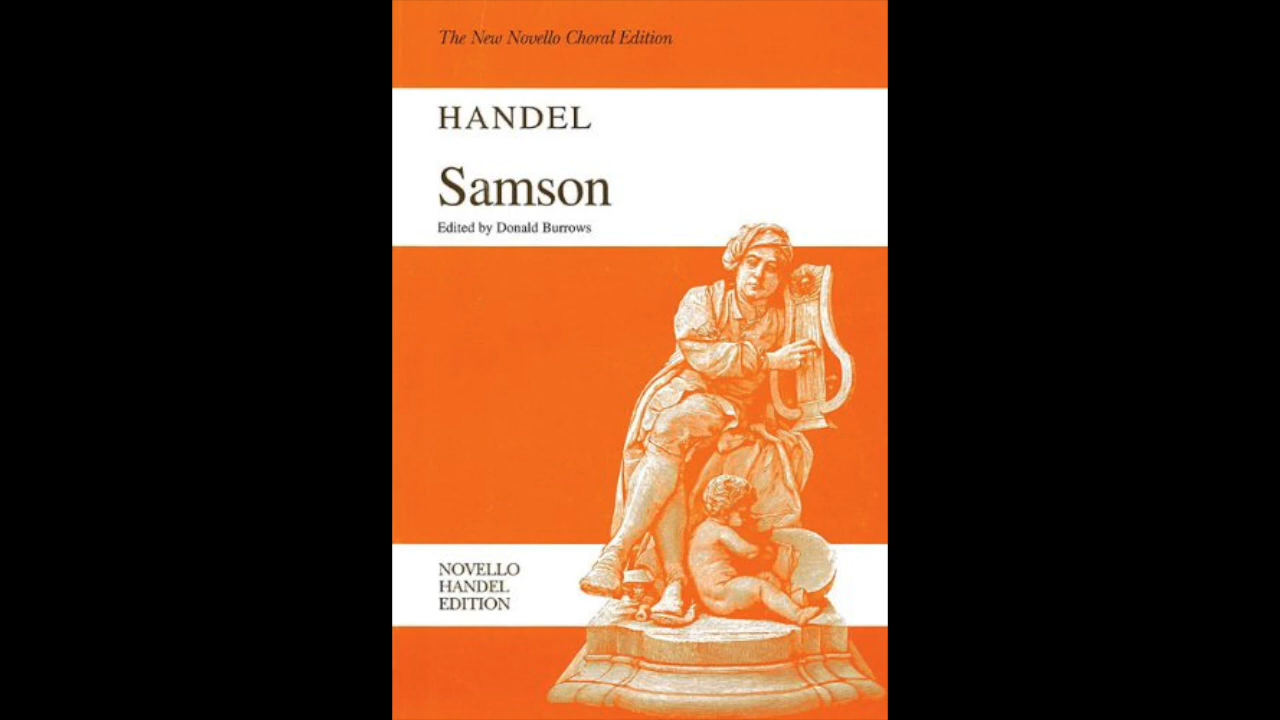 The New Novello Choral Edition
HANDEL
Samson
Edited by Donald Burrows
NOVELLO
HANDEL
EDITION